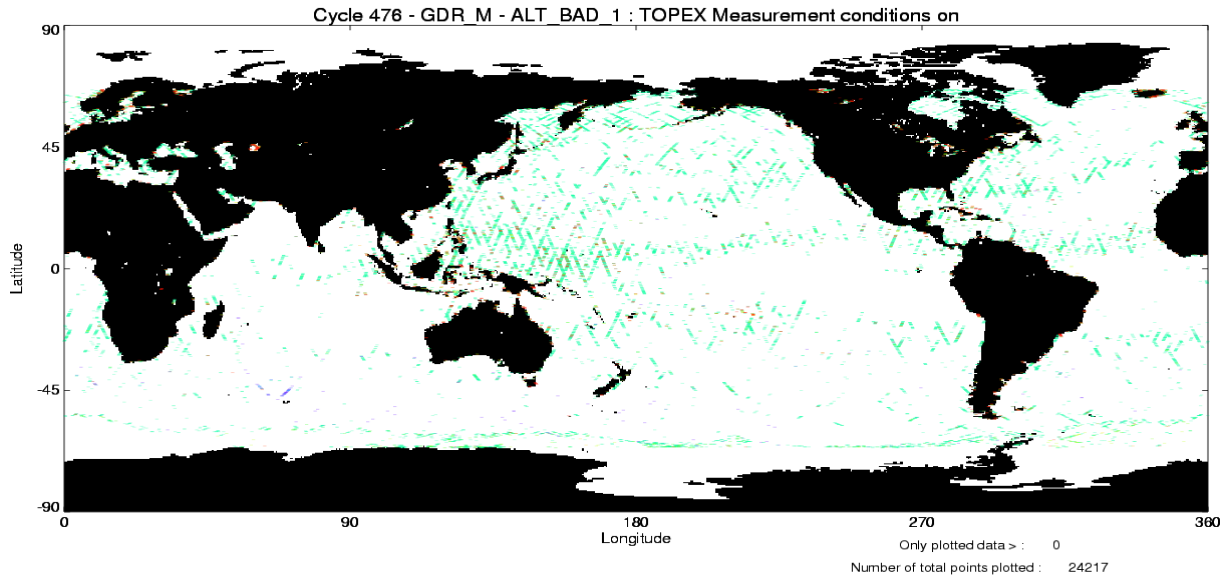 Cycle 476 - GDR_M - ALT_BAD_1 : TOPEX Measurement conditions on
90
45
0
-45
-90
Latitude
0 90 180 270 360
Longitude
Only plotted data > : 0
Number of total points plotted : 24217